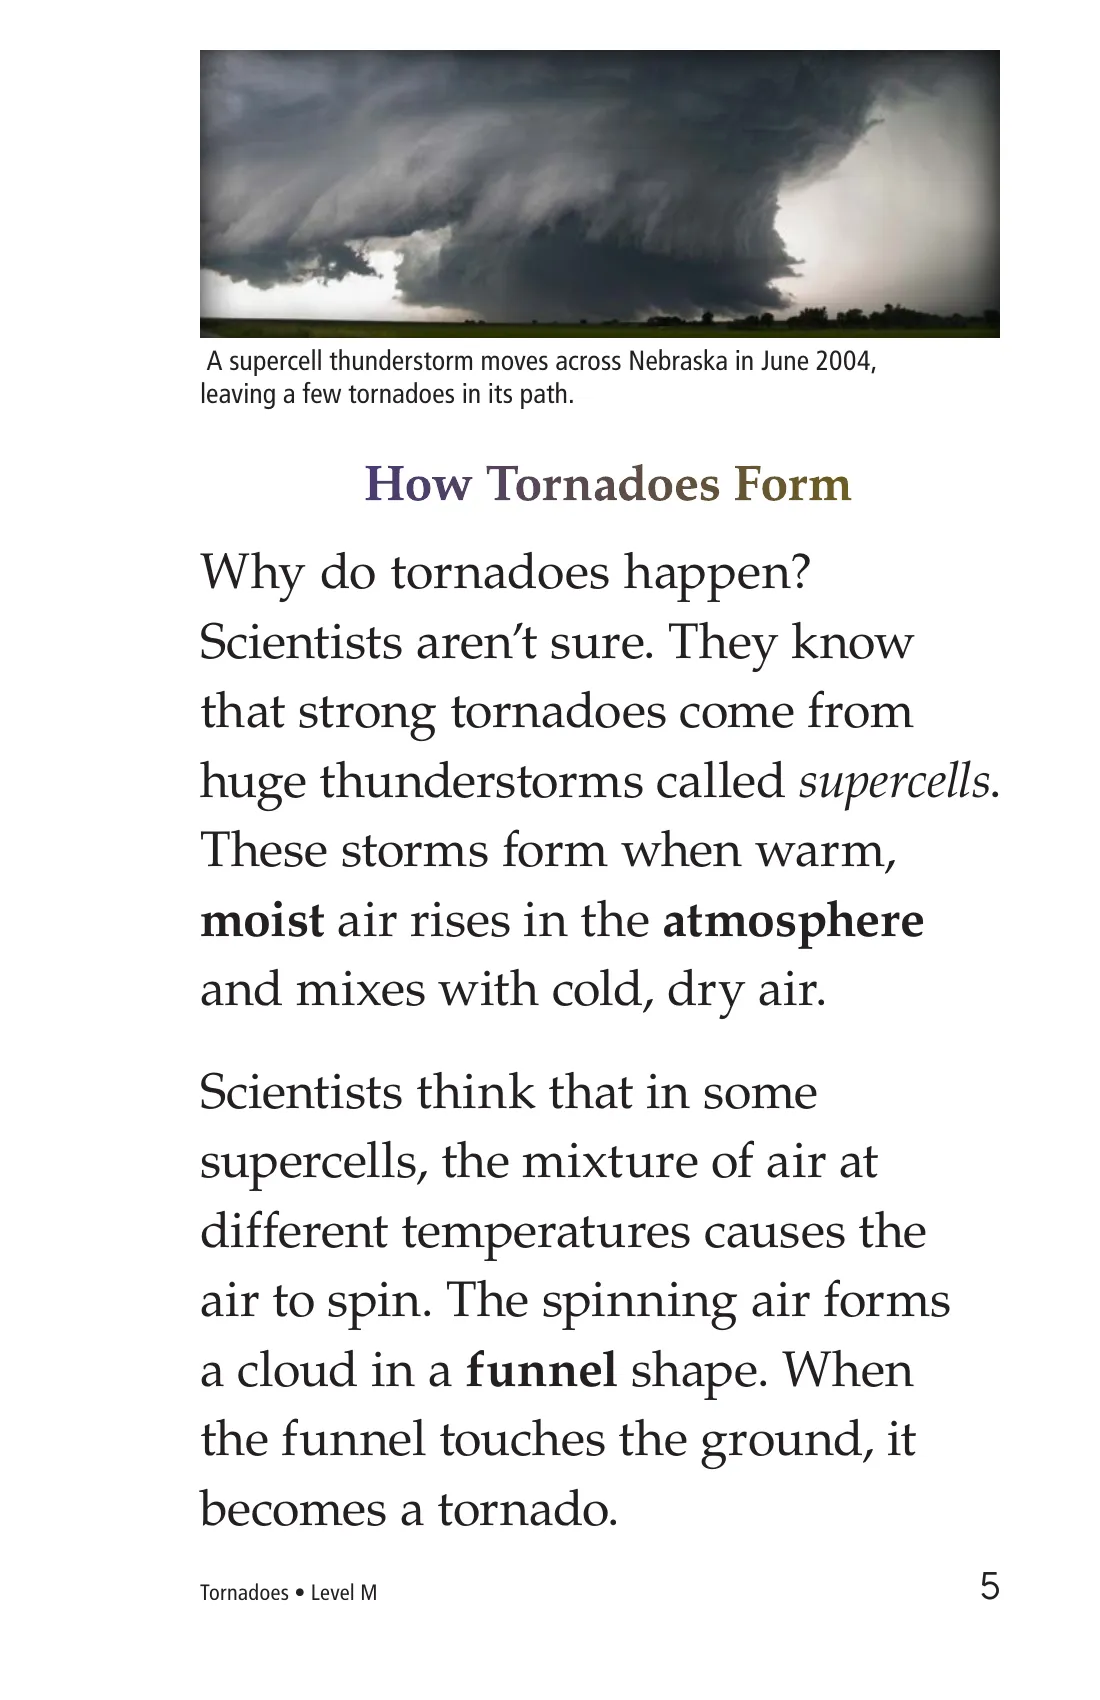 A supercell thunderstorm moves across Nebraska in June 2004,
leaving a few tornadoes in its path.
How Tornadoes Form
Why do tornadoes happen?
Scientists aren’t sure. They know
that strong tornadoes come from
huge thunderstorms called supercells.
These storms form when warm,
moist air rises in the atmosphere
and mixes with cold, dry air.
Scientists think that in some
supercells, the mixture of air at
different temperatures causes the
air to spin. The spinning air forms
a cloud in a funnel shape. When
the funnel touches the ground, it
becomes a tornado.
Tornadoes • Level M
5